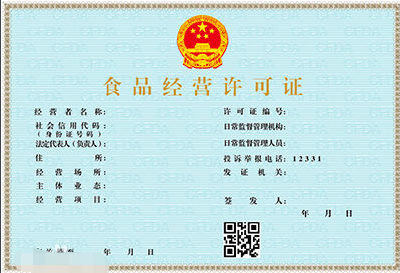 食品经营许可证
经营者名称：
许可证编号：
社会信用代码：
(身份证号码)
日常监督管理机构：
法定代表人(负责人)：
日常监督管理人员：
住所：
投诉举报电话：12331
经营场所：
发证机关：
主体业态：
经营项目：
签发人：
年 月 日
年 月 日